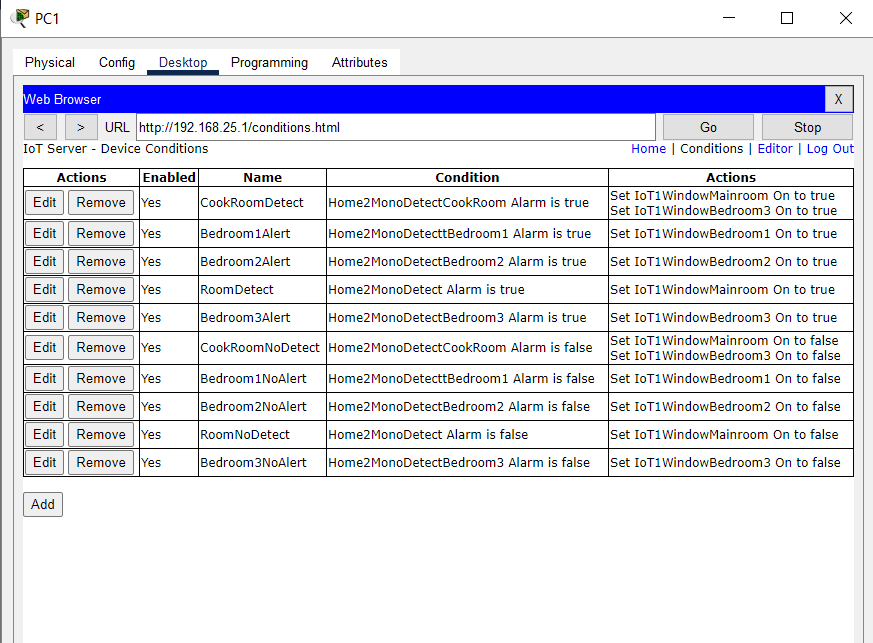 PC1
Physical Config Desktop Programming Attributes
Web Browser X
< > URL http://192.168.25.1/conditions.html Go Stop
IoT Server - Device Conditions Home | Conditions | Editor | Log Out
Actions Enabled Name Condition Actions
Edit Remove Yes CookRoomDetect Home2MonoDetectCookRoom Alarm is true Set IoT1WindowMainroom On to true
Set IoT1WindowBedroom3 On to true
Edit Remove Yes Bedroom1Alert Home2MonoDetecttBedroom1 Alarm is true Set IoT1WindowBedroom1 On to true
Edit Remove Yes Bedroom2Alert Home2MonoDetectBedroom2 Alarm is true Set IoT1WindowBedroom2 On to true
Edit Remove Yes RoomDetect Home2MonoDetect Alarm is true Set IoT1WindowMainroom On to true
Edit Remove Yes Bedroom3Alert Home2MonoDetectBedroom3 Alarm is true Set IoT1WindowBedroom3 On to true
Edit Remove Yes CookRoomNoDetect Home2MonoDetectCookRoom Alarm is false Set IoT1WindowMainroom On to false
Set IoT1WindowBedroom3 On to false
Edit Remove Yes Bedroom1NoAlert Home2MonoDetecttBedroom1 Alarm is false Set IoT1WindowBedroom1 On to false
Edit Remove Yes Bedroom2NoAlert Home2MonoDetectBedroom2 Alarm is false Set IoT1WindowBedroom2 On to false
Edit Remove Yes RoomNoDetect Home2MonoDetect Alarm is false Set IoT1WindowMainroom On to false
Edit Remove Yes Bedroom3NoAlert Home2MonoDetectBedroom3 Alarm is false Set IoT1WindowBedroom3 On to false
Add